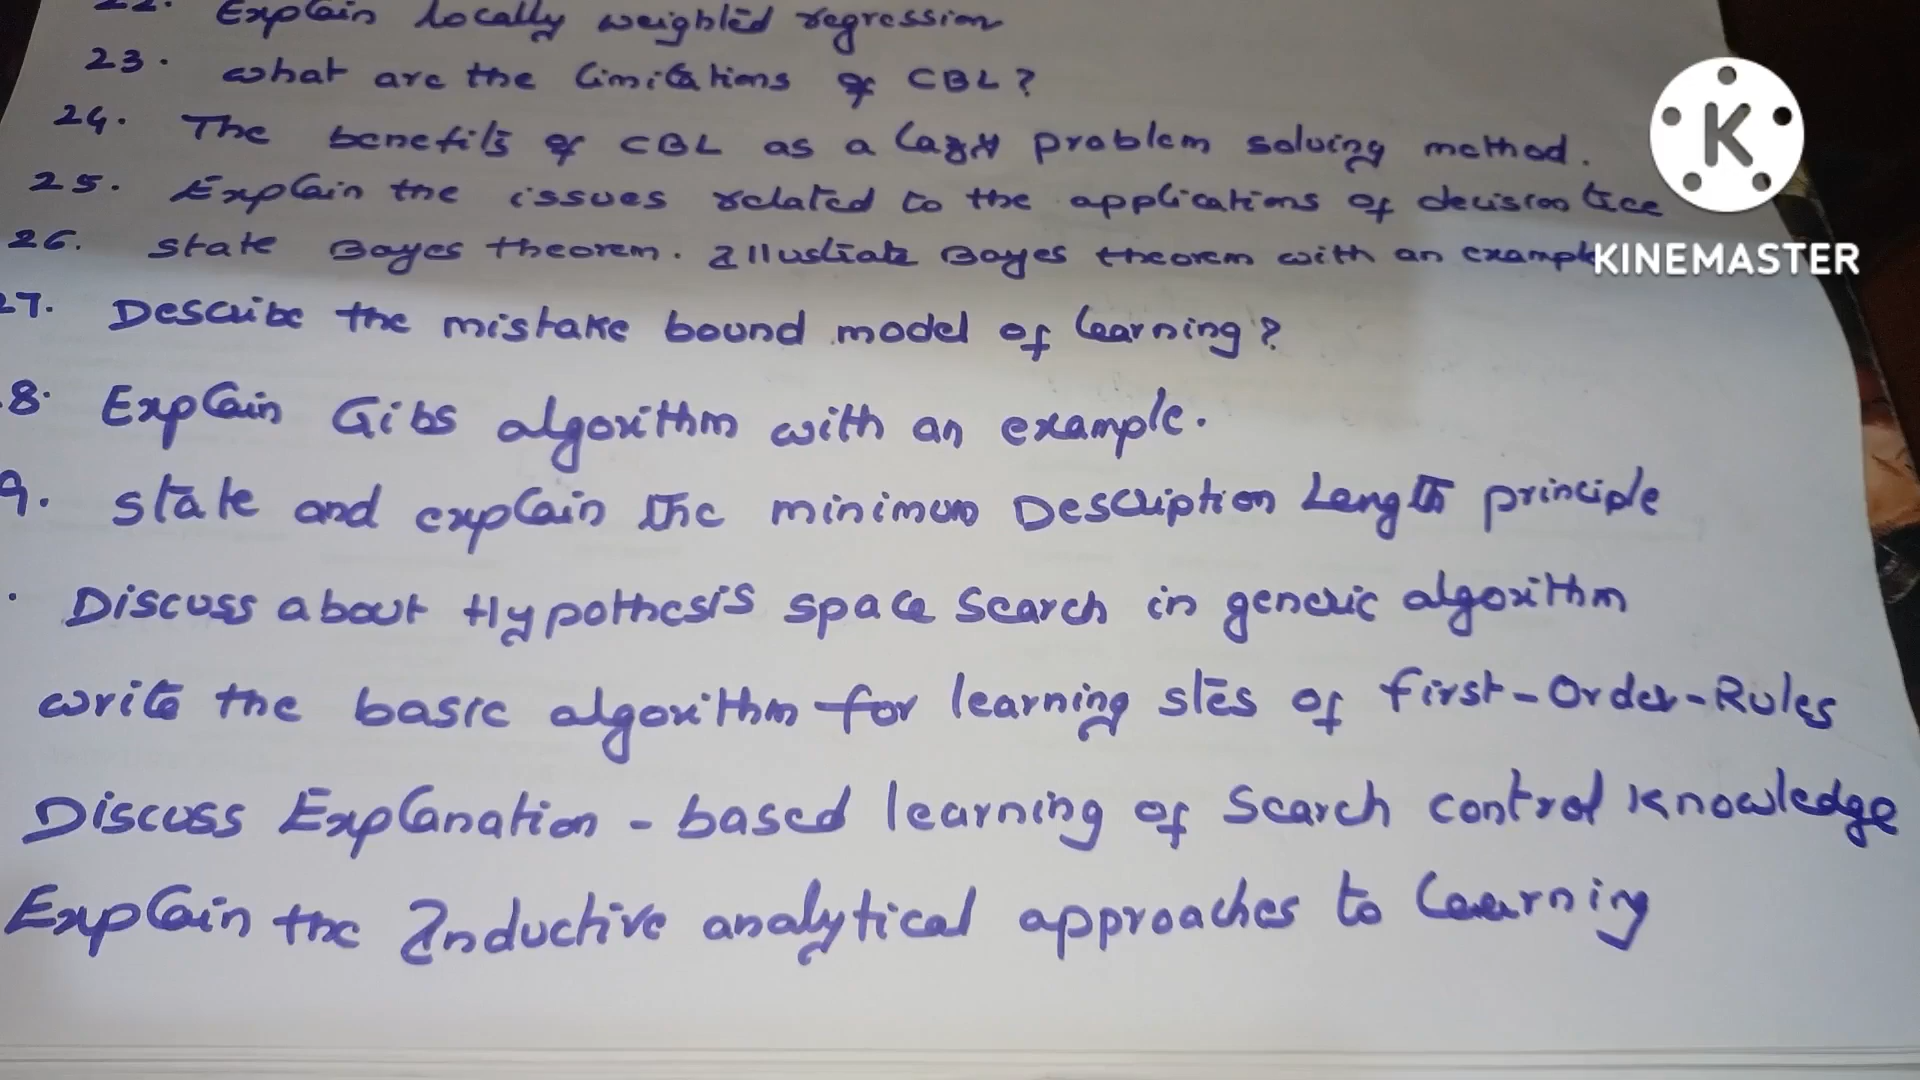 22. Explain locally weighted regression
23. what are the limitations of CBL?
24. The benefits of CBL as a lazy problem solving method.
25. Explain the issues related to the applications of decision tree
26. state Bayes theorem. Illustrate Bayes theorem with an example
27. Describe the mistake bound model of learning?
8. Explain Gibs algorithm with an example.
9. state and explain the minimum Description Length principle
. Discuss about Hypothesis space search in generic algorithm
write the basic algorithm for learning stes of first-Order-Rules
Discuss Explanation-based learning of Search control knowledge
Explain the Inductive analytical approaches to learning
K
KINEMASTER